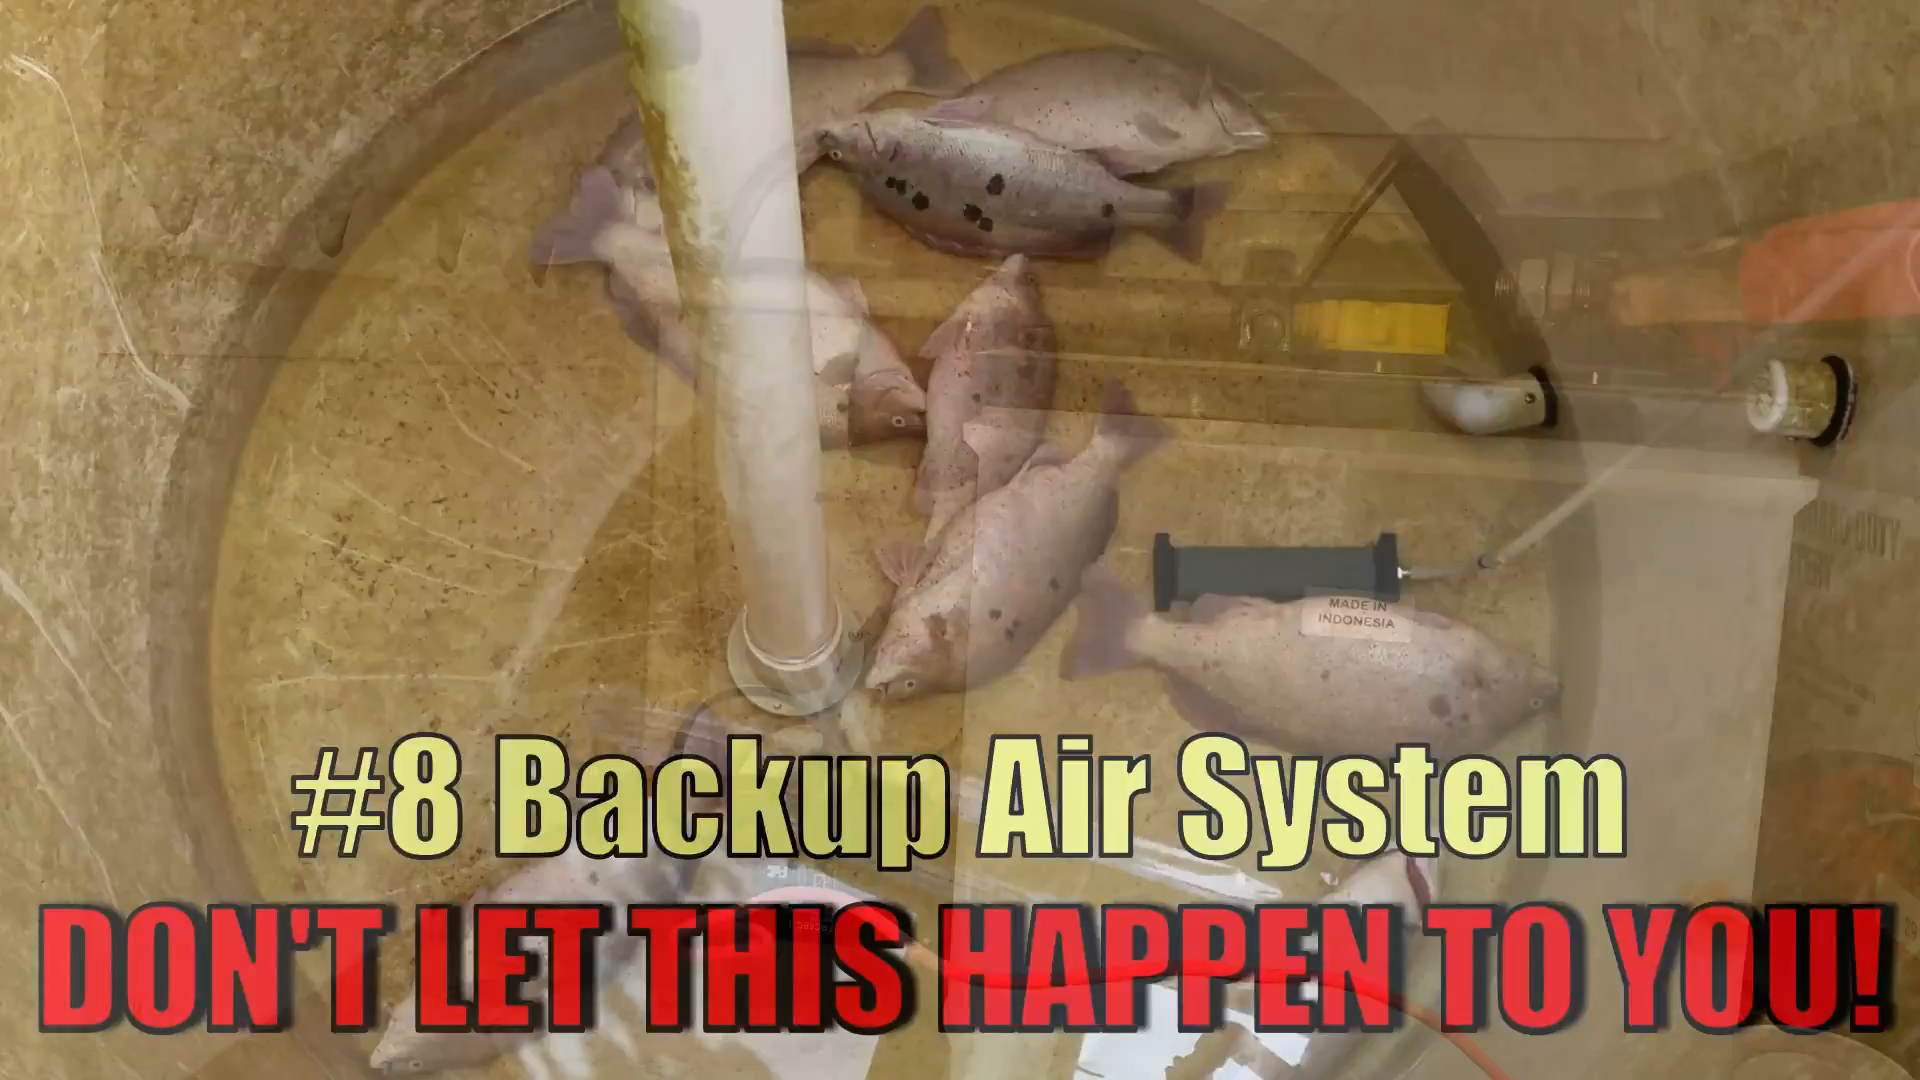 MADE IN
INDONESIA
#8 Backup Air System
DON'T LET THIS HAPPEN TO YOU!